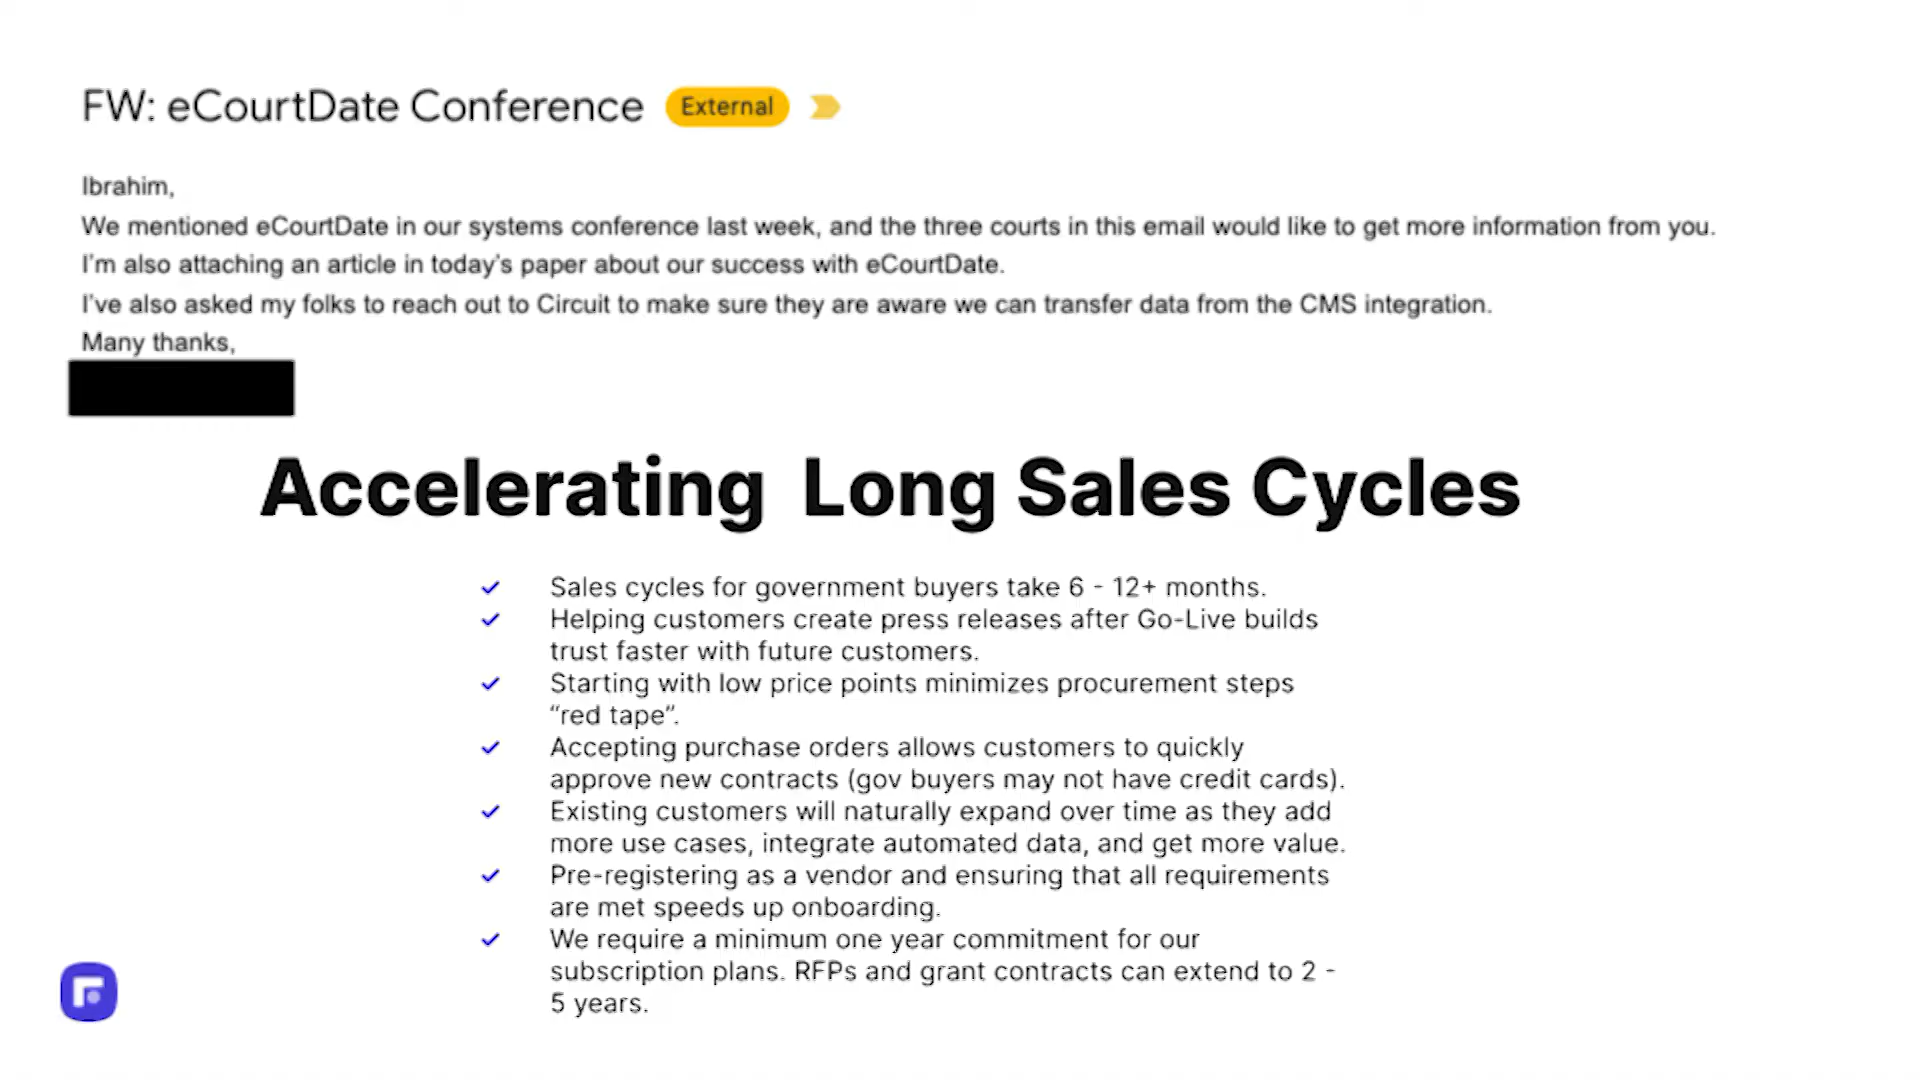 FW: eCourtDate Conference External
Ibrahim,
We mentioned eCourtDate in our systems conference last week, and the three courts in this email would like to get more information from you.
I'm also attaching an article in today's paper about our success with eCourtDate.
I've also asked my folks to reach out to Circuit to make sure they are aware we can transfer data from the CMS integration.
Many thanks,
Accelerating Long Sales Cycles
Sales cycles for government buyers take 6 - 12+ months.
Helping customers create press releases after Go-Live builds
trust faster with future customers.
Starting with low price points minimizes procurement steps
“red tape”.
Accepting purchase orders allows customers to quickly
approve new contracts (gov buyers may not have credit cards).
Existing customers will naturally expand over time as they add
more use cases, integrate automated data, and get more value.
Pre-registering as a vendor and ensuring that all requirements
are met speeds up onboarding.
We require a minimum one year commitment for our
subscription plans. RFPs and grant contracts can extend to 2 -
5 years.